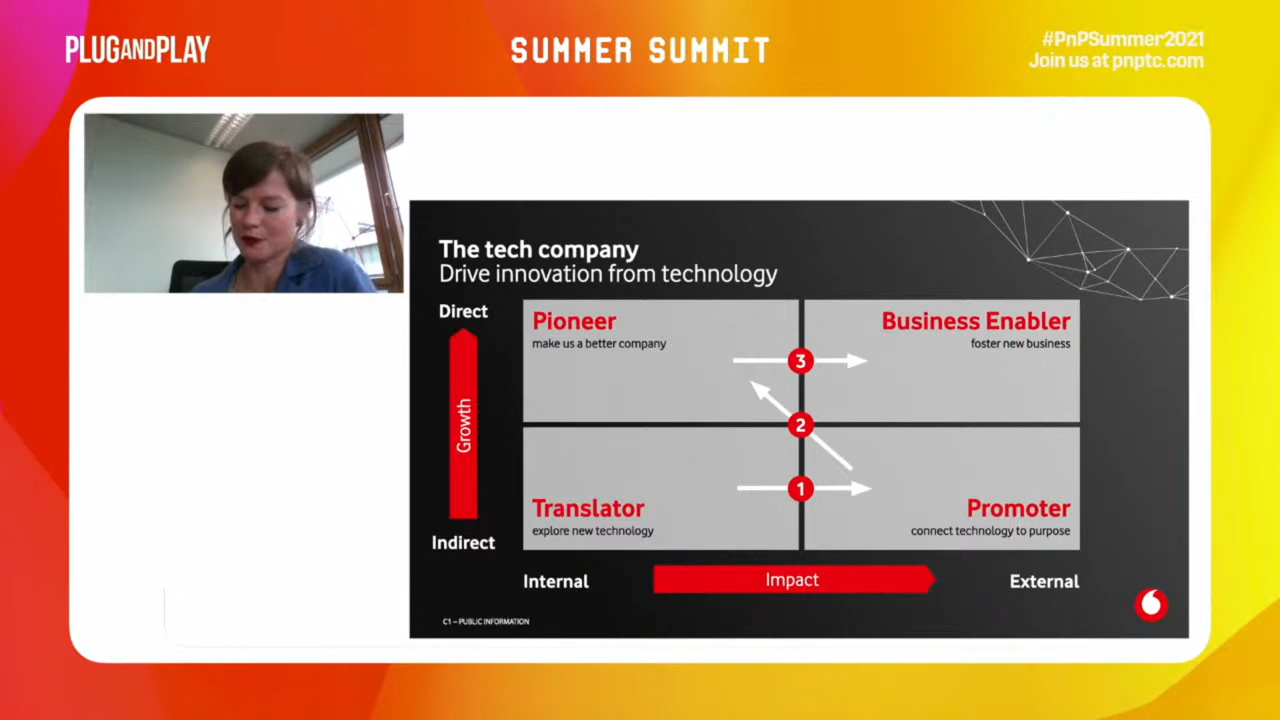 PLUGANDPLAY
SUMMER SUMMIT
#PnPSummer2021
Join us at pnptc.com
The tech company
Drive innovation from technology
Direct
Growth
Indirect
Pioneer
make us a better company
Business Enabler
foster new business
3
2
1
Translator
explore new technology
Promoter
connect technology to purpose
Internal
Impact
External
C1 – PUBLIC INFORMATION